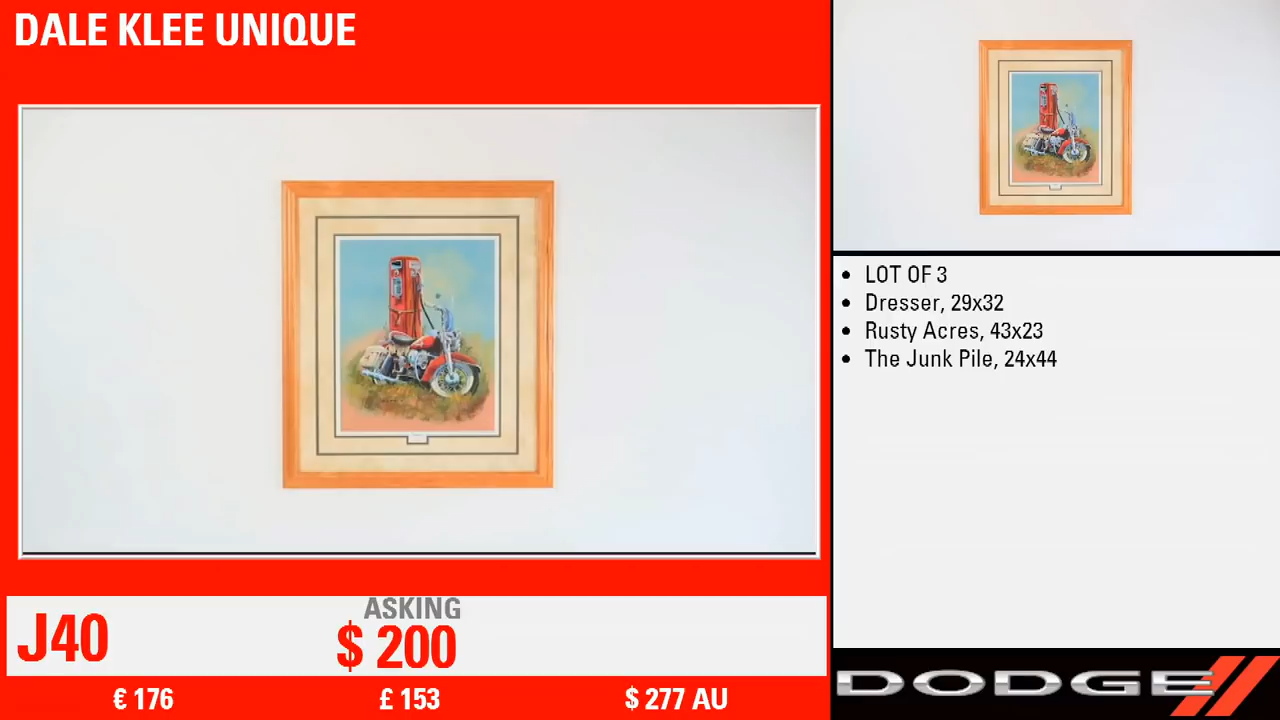 DALE KLEE UNIQUE
LOT OF 3
Dresser, 29x32
Rusty Acres, 43x23
The Junk Pile, 24x44
J40
ASKING
$ 200
€ 176
£ 153
$ 277 AU
DODGE